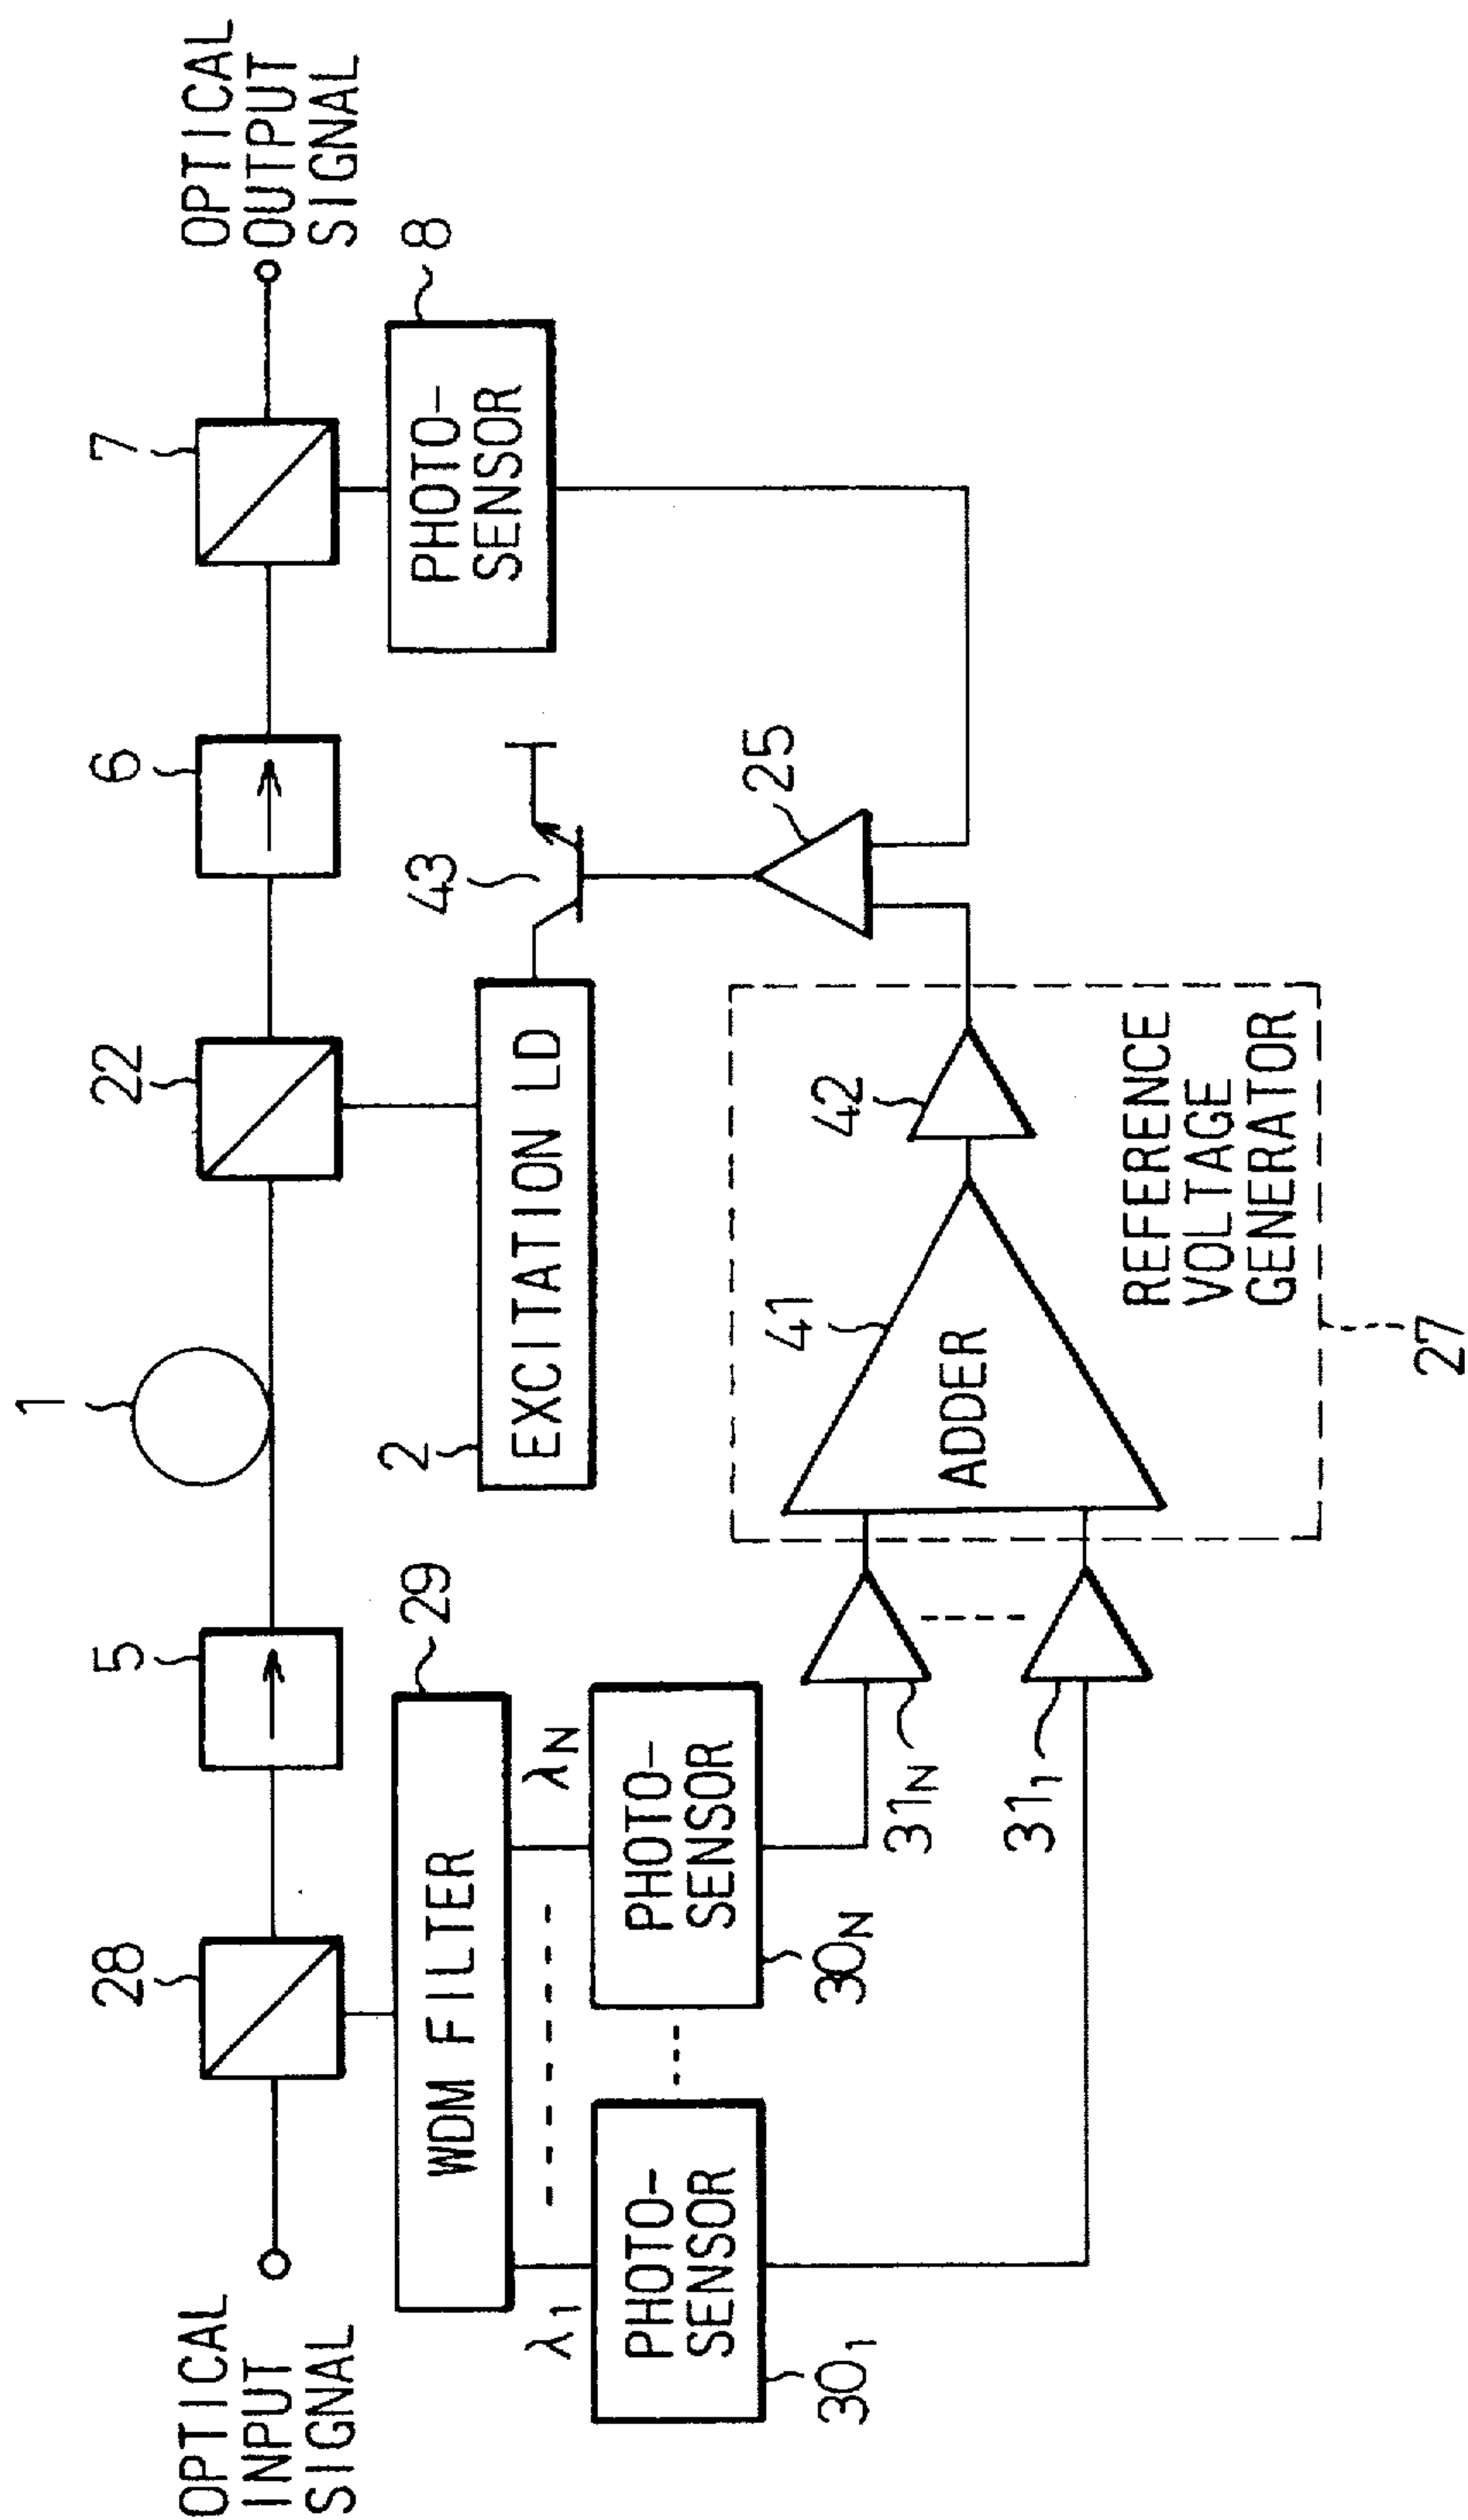 OPTICAL
INPUT
SIGNAL
28
5
1
22
6
7
OPTICAL
OUTPUT
SIGNAL
WDM FILTER
29
2
EXCITATION LD
43
PHOTO-
SENSOR
8
λ1
λN
PHOTO-
SENSOR
301
PHOTO-
SENSOR
30N
31N
311
ADDER
41
42
25
REFERENCE
VOLTAGE
GENERATOR
27